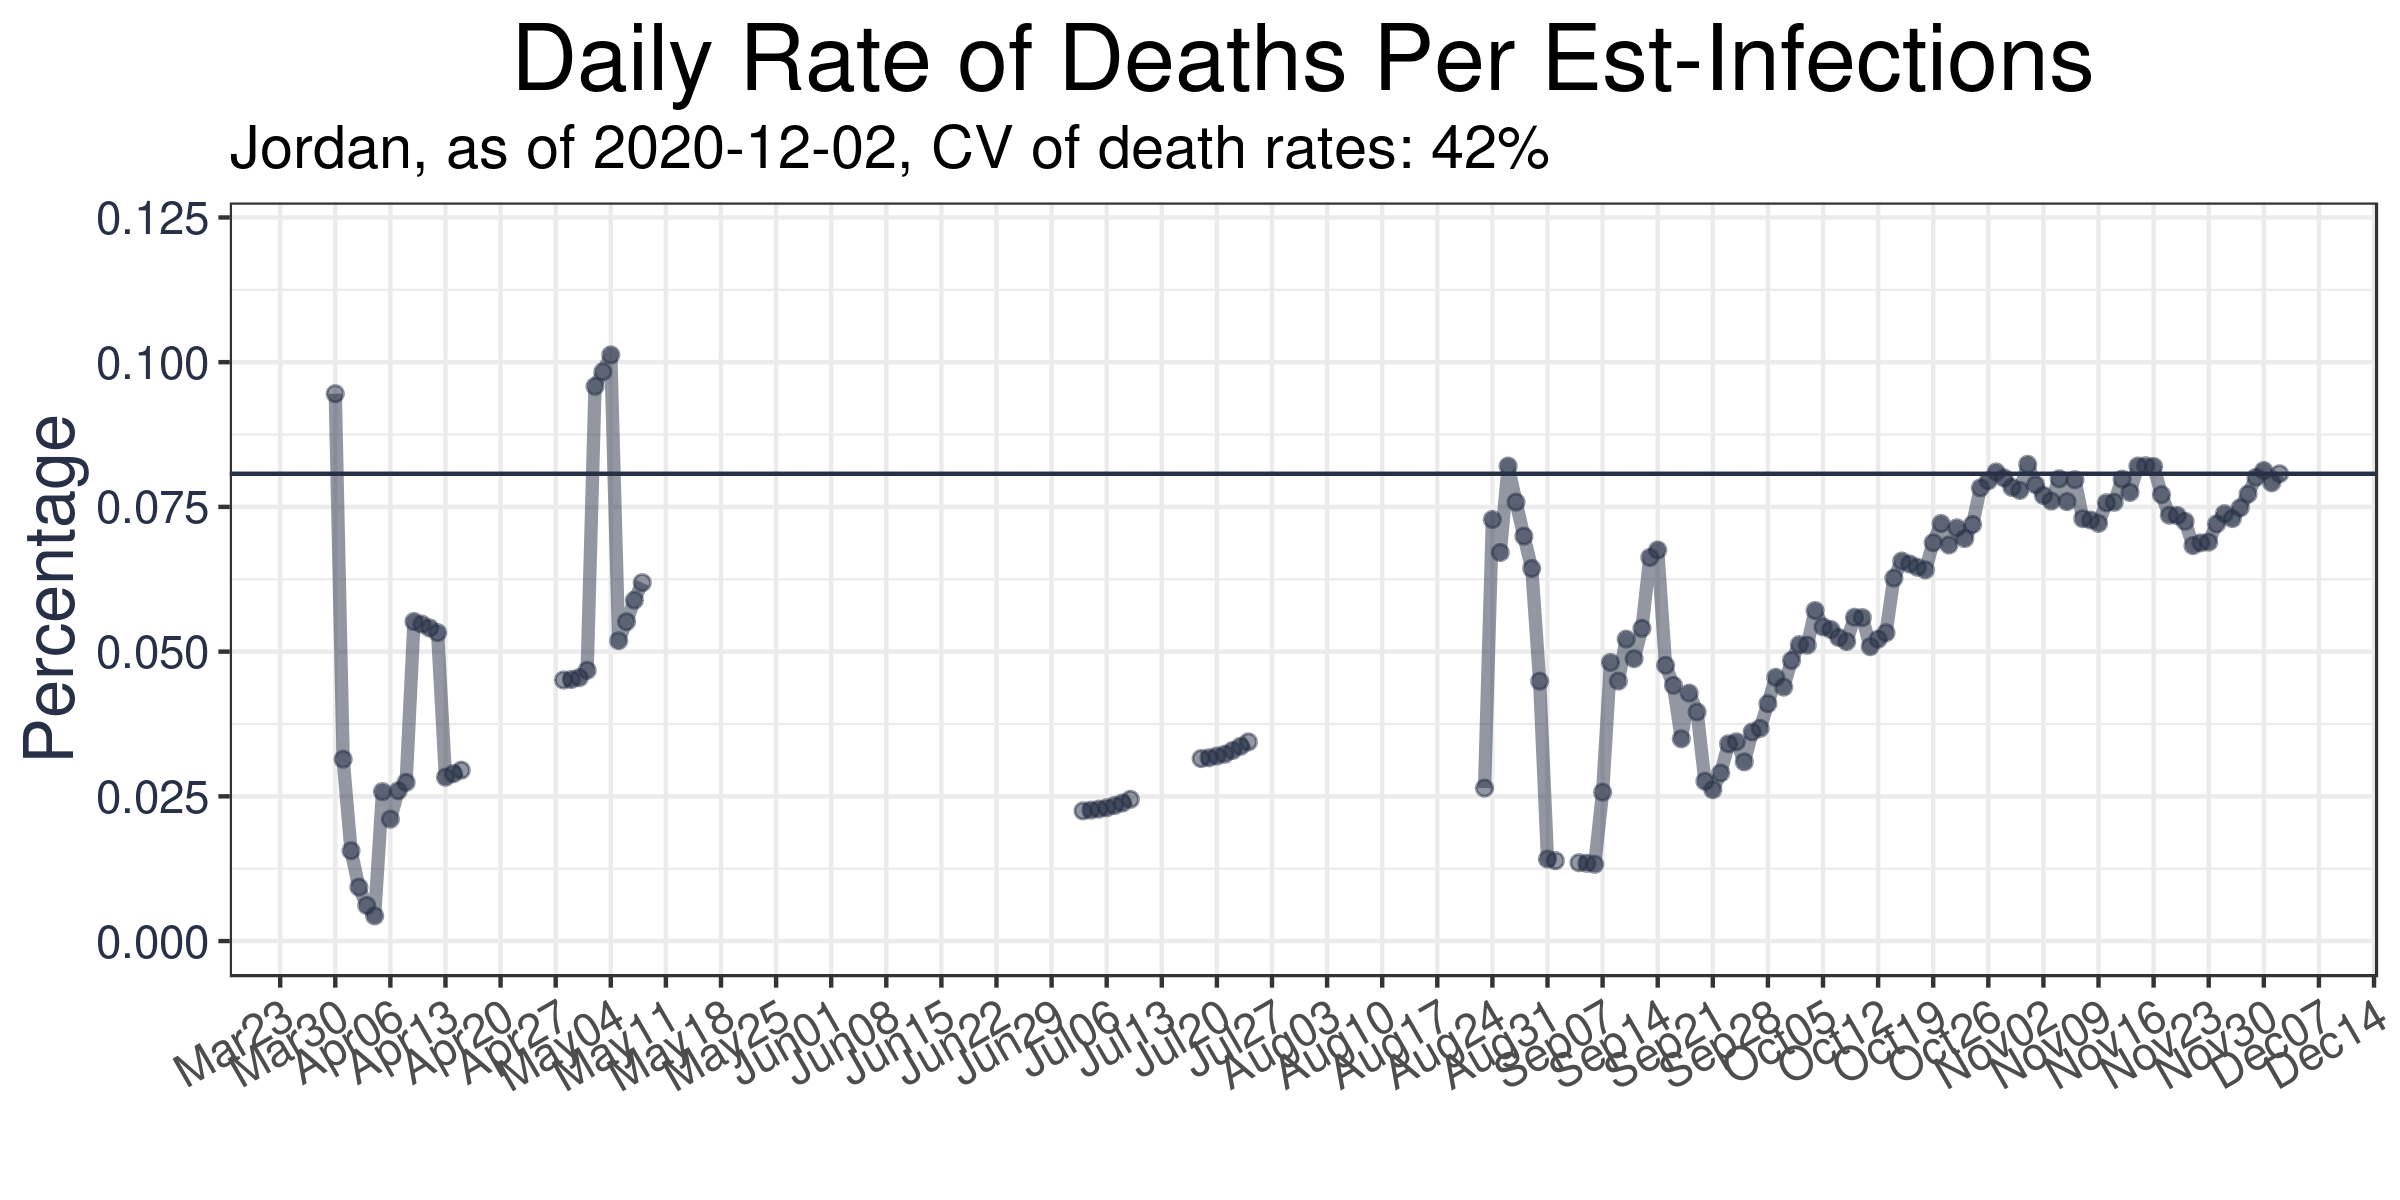 Daily Rate of Deaths Per Est-Infections
Jordan, as of 2020-12-02, CV of death rates: 42%
Percentage
0.125
0.100
0.075
0.050
0.025
0.000
Mar23
Mar30
Apr06
Apr13
Apr20
Apr27
May04
May11
May18
May25
Jun01
Jun08
Jun15
Jun22
Jun29
Jul06
Jul13
Jul20
Jul27
Aug03
Aug10
Aug17
Aug24
Aug31
Sep07
Sep14
Sep21
Sep28
Oct05
Oct12
Oct19
Oct26
Nov02
Nov09
Nov16
Nov23
Nov30
Dec07
Dec14